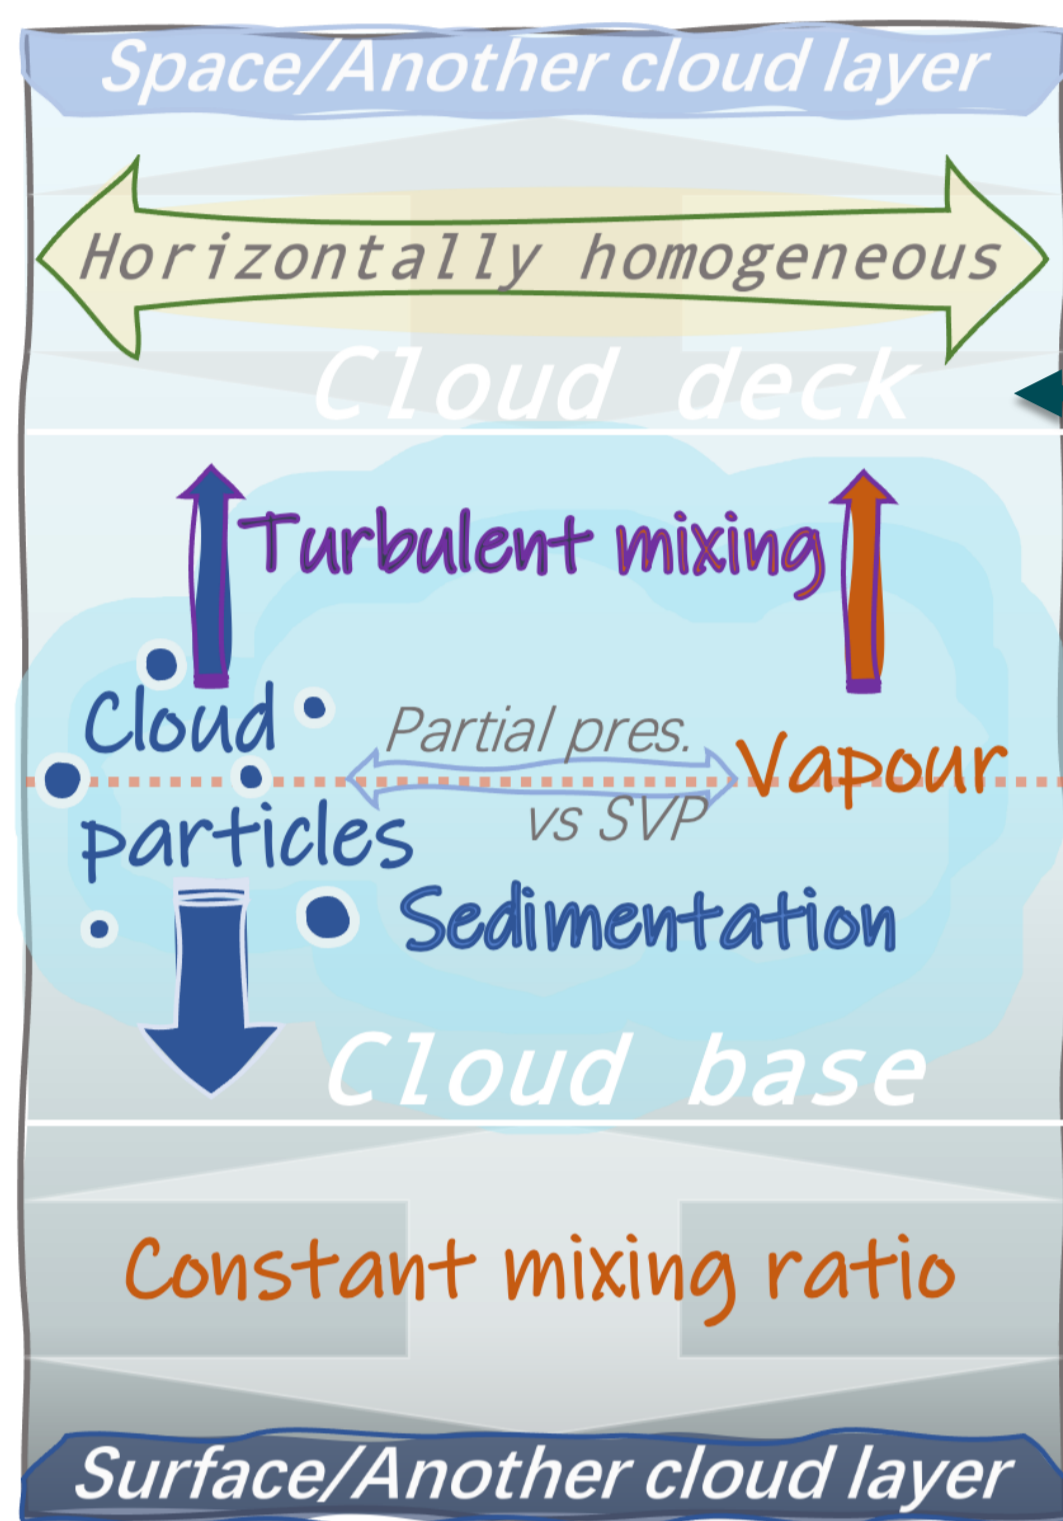 Space/Another cloud layer
Horizontally homogeneous
Cloud deck
Turbulent mixing
Cloud
particles
Partial pres.
vs SVP
Vapour
Sedimentation
Cloud base
Constant mixing ratio
Surface/Another cloud layer